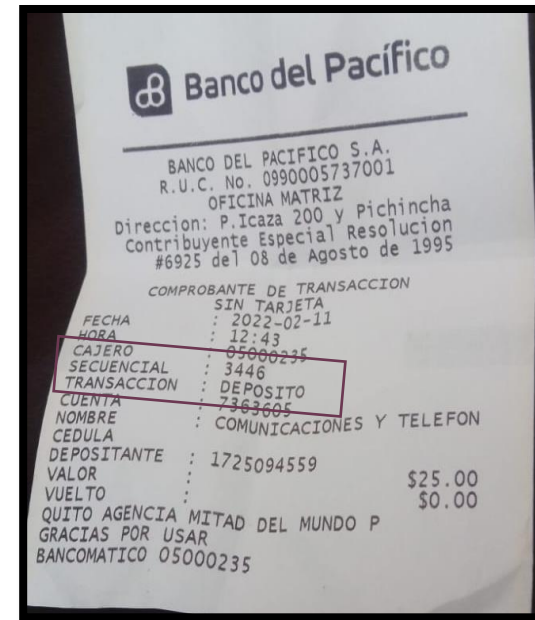 Banco del Pacífico
BANCO DEL PACIFICO S.A.
R.U.C. No. 0990005737001
OFICINA MATRIZ
Direccion: P.Icaza 200 y Pichincha
Contribuyente Especial Resolucion
#6925 del 08 de Agosto de 1995
COMPROBANTE DE TRANSACCION
SIN TARJETA
FECHA : 2022-02-11
HORA : 12:43
CAJERO : 05000235
SECUENCIAL : 3446
TRANSACCION : DEPOSITO
CUENTA : 7363605
NOMBRE : COMUNICACIONES Y TELEFON
CEDULA
DEPOSITANTE : 1725094559
VALOR : $25.00
VUELTO : $0.00
QUITO AGENCIA MITAD DEL MUNDO P
GRACIAS POR USAR
BANCOMATICO 05000235